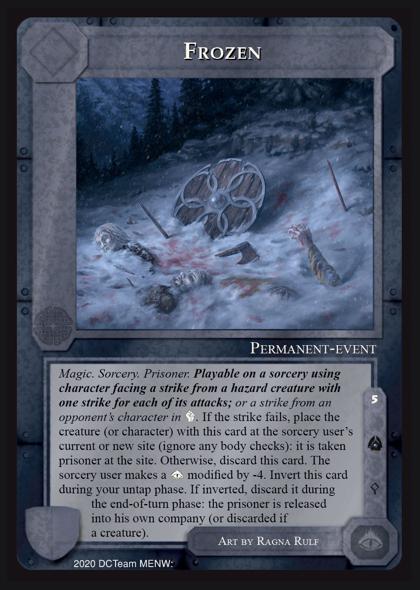 FROZEN
PERMANENT-EVENT
Magic. Sorcery. Prisoner. Playable on a sorcery using
character facing a strike from a hazard creature with
one strike for each of its attacks; or a strike from an
opponent's character in . If the strike fails, place the
creature (or character) with this card at the sorcery user's
current or new site (ignore any body checks): it is taken
prisoner at the site. Otherwise, discard this card. The
sorcery user makes a modified by -4. Invert this card
during your untap phase. If inverted, discard it during
the end-of-turn phase: the prisoner is released
into his own company (or discarded if
a creature).
5
ART BY RAGNA RULF
2020 DCTeam MENW: